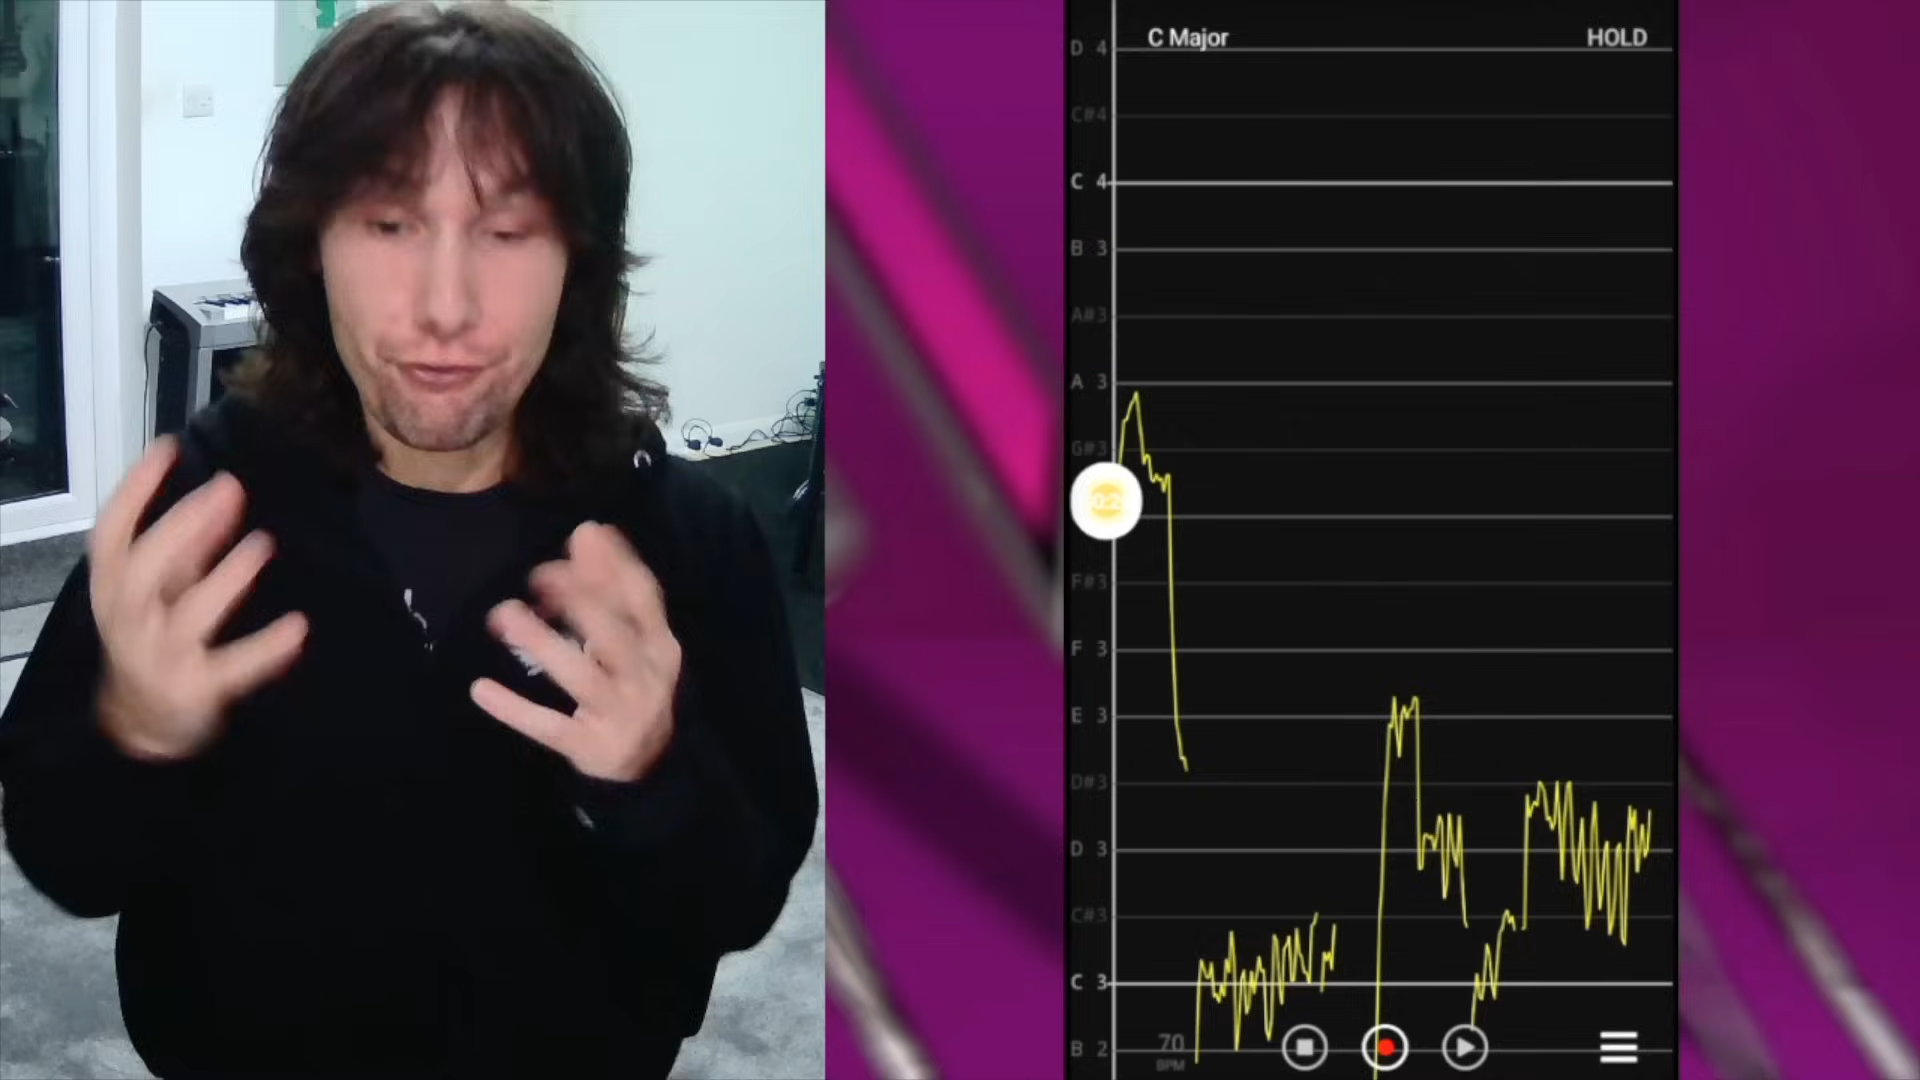 C Major
HOLD
D 4
C#4
C 4
B 3
A#3
A 3
G#3
F#3
F 3
E 3
D#3
D 3
C#3
C 3
B 2
70
BPM